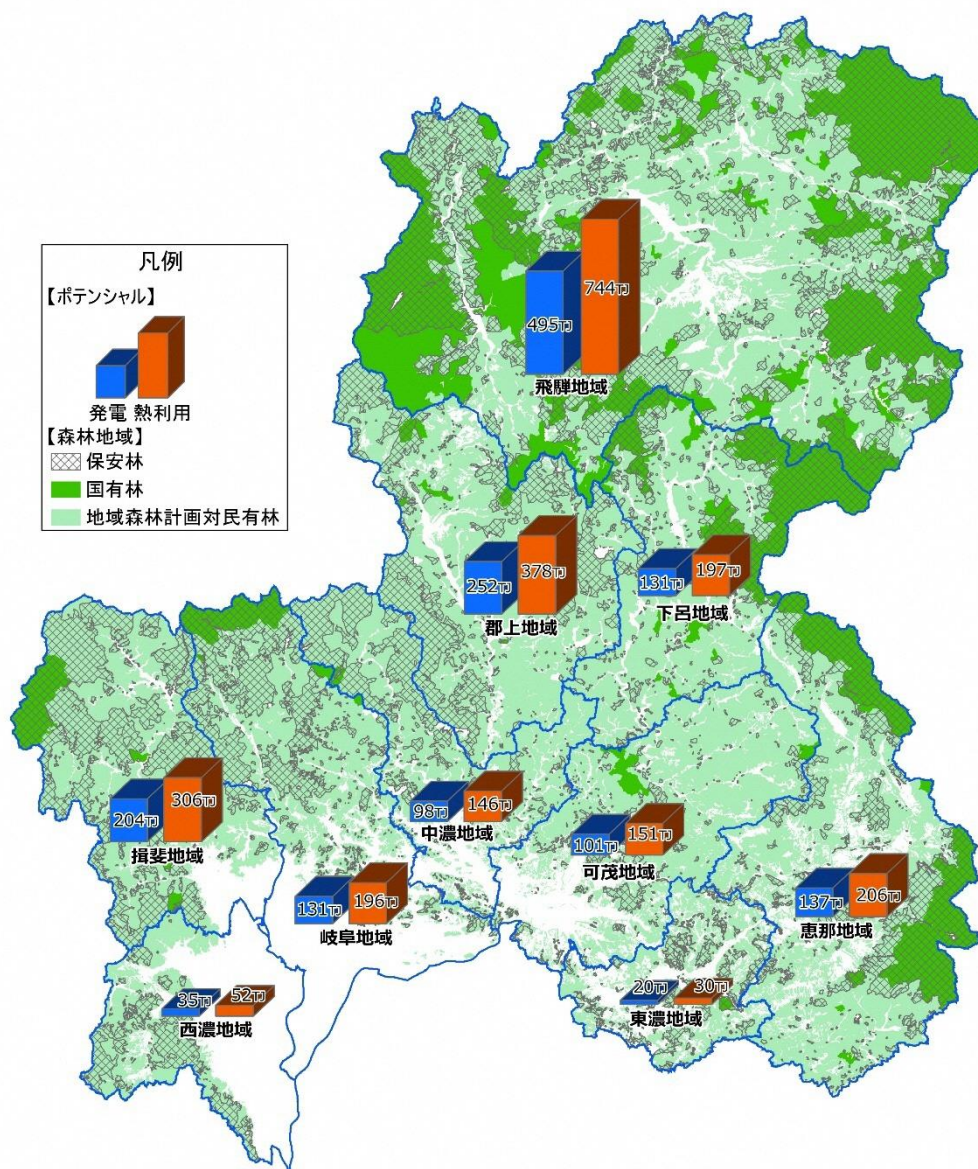 凡例
【ポテンシャル】
発電 熱利用
【森林地域】
保安林
国有林
地域森林計画対民有林
495TJ
744TJ
飛騨地域
252TJ
378TJ
郡上地域
131TJ
197TJ
下呂地域
204TJ
306TJ
揖斐地域
98TJ
146TJ
中濃地域
101TJ
151TJ
可茂地域
131TJ
196TJ
岐阜地域
137TJ
206TJ
恵那地域
35TJ
52TJ
西濃地域
20TJ
30TJ
東濃地域